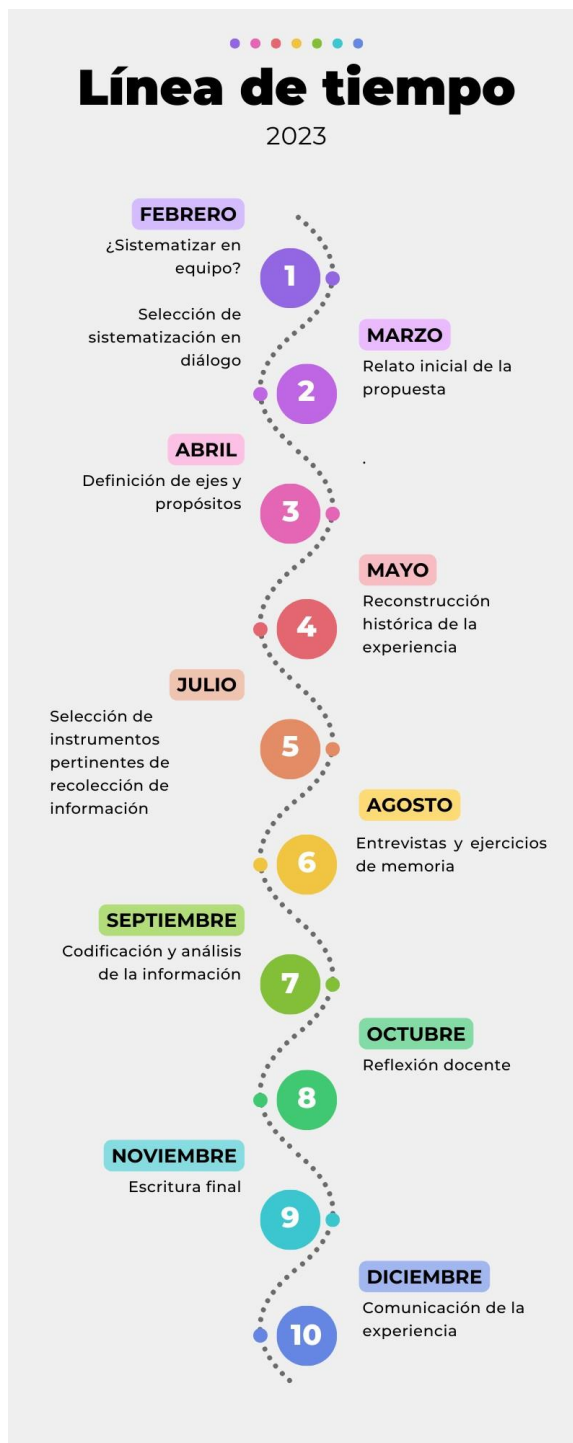 Línea de tiempo
2023
FEBRERO
¿Sistematizar en
equipo?
Selección de
sistematización en
diálogo
1
MARZO
Relato inicial de la
propuesta
2
.
ABRIL
Definición de ejes y
propósitos
3
MAYO
Reconstrucción
histórica de la
experiencia
4
JULIO
Selección de
instrumentos
pertinentes de
recolección de
información
5
AGOSTO
Entrevistas y ejercicios
de memoria
6
SEPTIEMBRE
Codificación y análisis
de la información
7
OCTUBRE
Reflexión docente
8
NOVIEMBRE
Escritura final
9
DICIEMBRE
Comunicación de la
experiencia
10